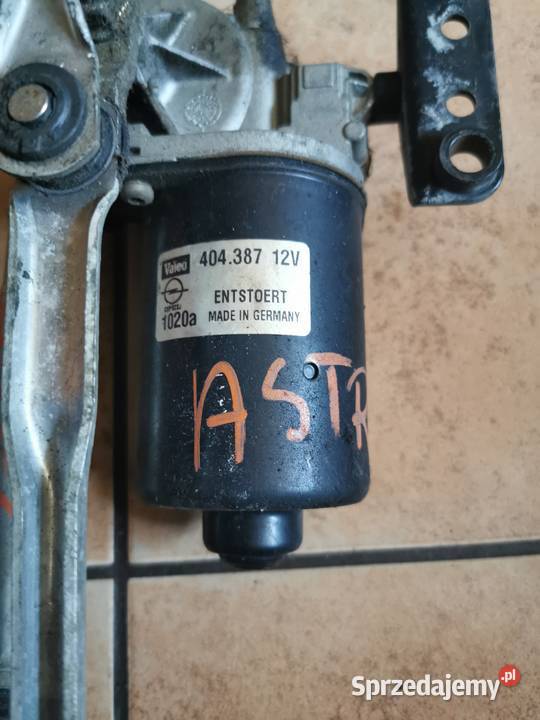 Valeo 404.387 12V
OPEL ENTSTOERT
1020a MADE IN GERMANY
ASTR
Sprzedajemy.pl